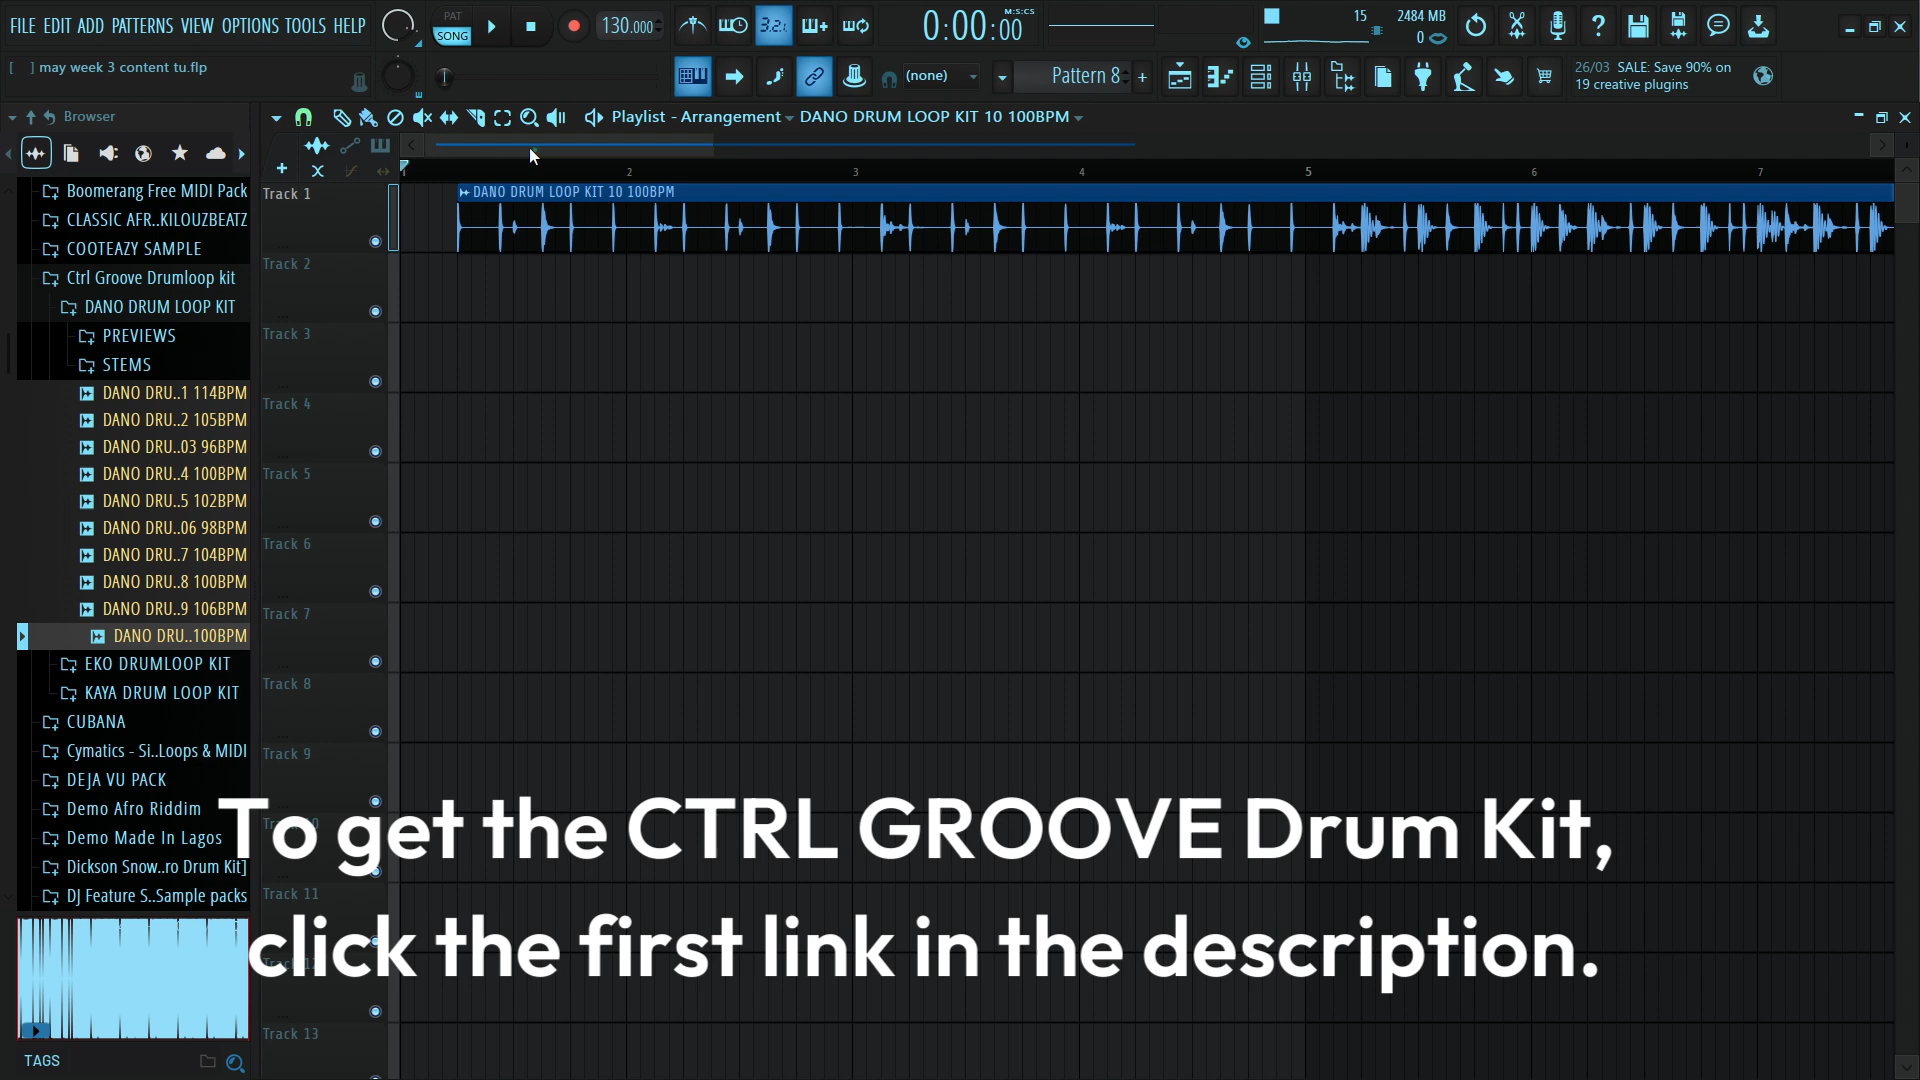 FILE EDIT ADD PATTERNS VIEW OPTIONS TOOLS HELP
PAT
SONG
130.000
3.2.1
0:00:00
M:S:CS
15
2484 MB
0
[ ] may week 3 content tu.flp
(none)
Pattern 8
26/03 SALE: Save 90% on
19 creative plugins
Browser
Playlist - Arrangement
DANO DRUM LOOP KIT 10 100BPM
1 2 3 4 5 6 7
DANO DRUM LOOP KIT 10 100BPM
Boomerang Free MIDI Pack
CLASSIC AFR..KILOUZBEATZ
COOTEAZY SAMPLE
Ctrl Groove Drumloop kit
DANO DRUM LOOP KIT
PREVIEWS
STEMS
DANO DRU..1 114BPM
DANO DRU..2 105BPM
DANO DRU..03 96BPM
DANO DRU..4 100BPM
DANO DRU..5 102BPM
DANO DRU..06 98BPM
DANO DRU..7 104BPM
DANO DRU..8 100BPM
DANO DRU..9 106BPM
DANO DRU..100BPM
EKO DRUMLOOP KIT
KAYA DRUM LOOP KIT
CUBANA
Cymatics - Si..Loops & MIDI
DEJA VU PACK
Demo Afro Riddim
Demo Made In Lagos
Dickson Snow..ro Drum Kit]
DJ Feature S..Sample packs
TAGS
Track 1
Track 2
Track 3
Track 4
Track 5
Track 6
Track 7
Track 8
Track 9
Track 11
Track 13
To get the CTRL GROOVE Drum Kit,
click the first link in the description.